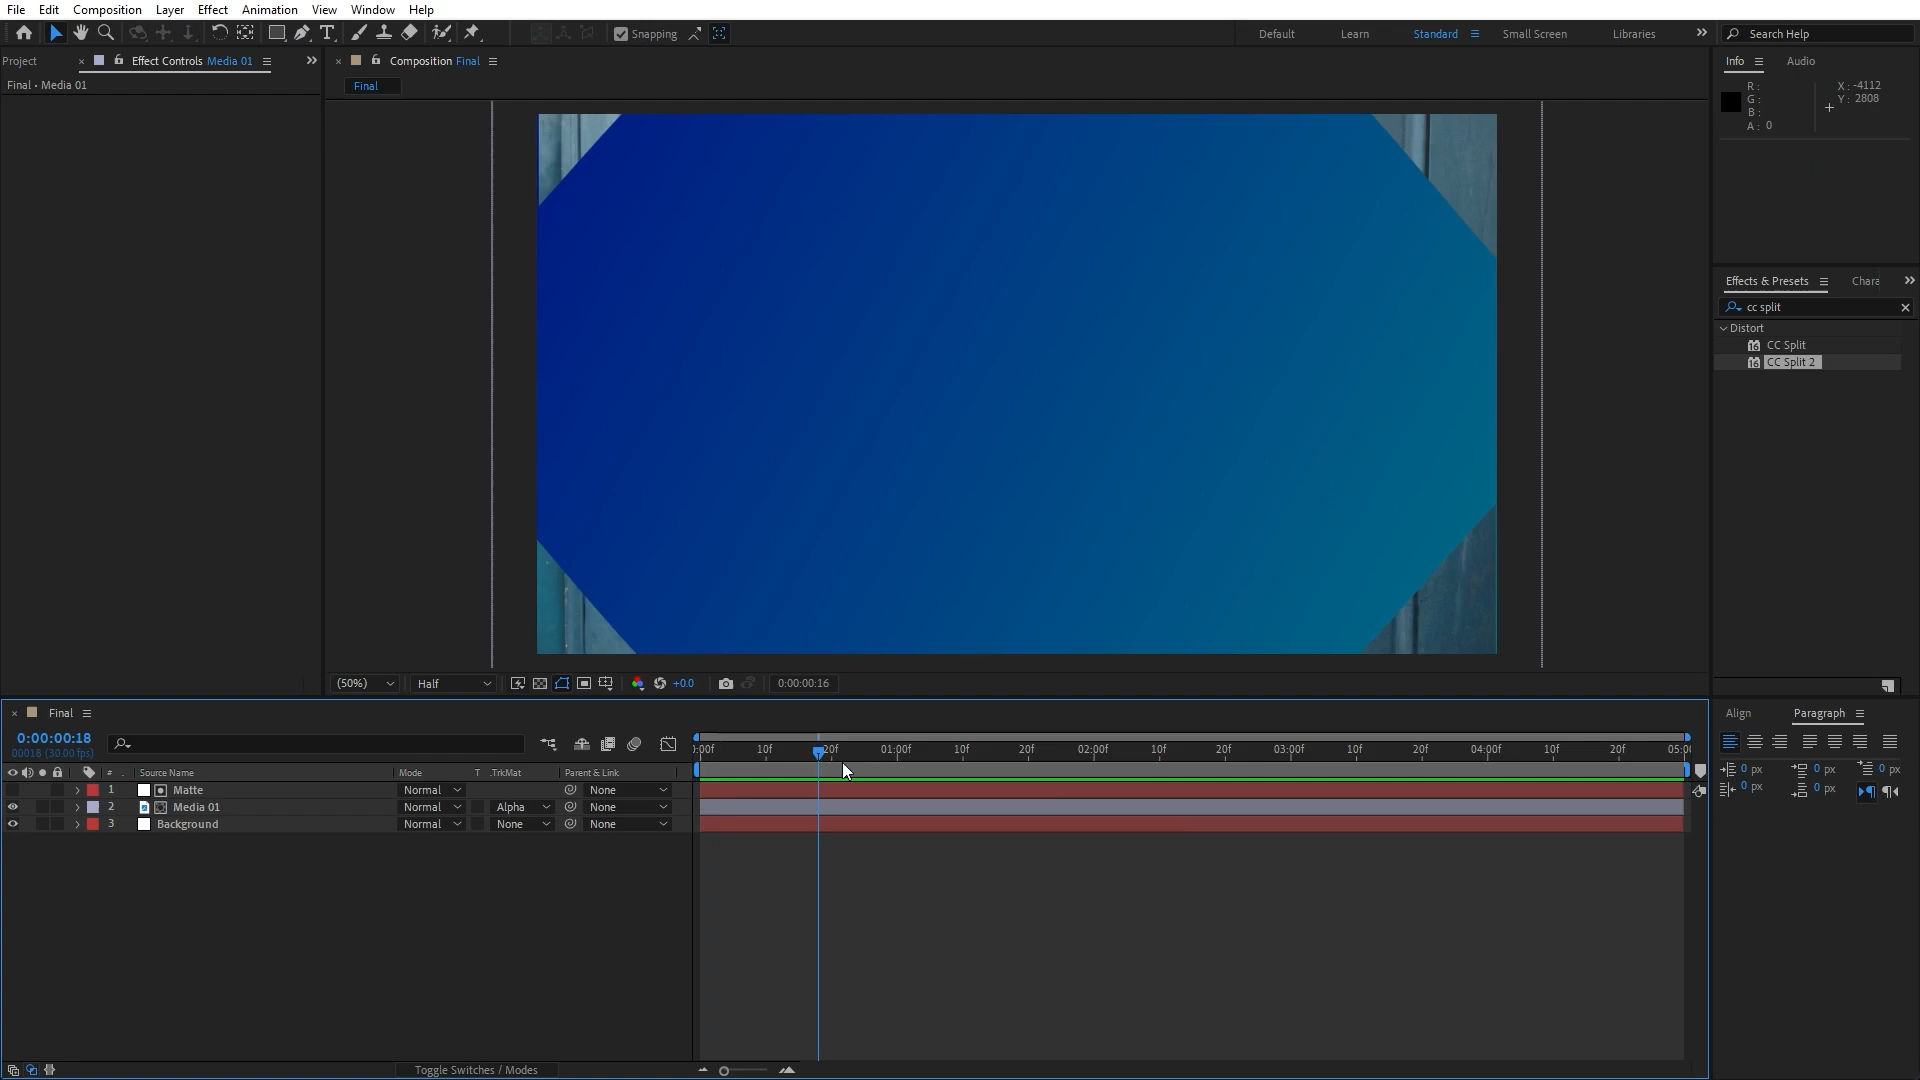 File Edit Composition Layer Effect Animation View Window Help
Snapping Default Learn Standard Small Screen Libraries Search Help
Project × Effect Controls Media 01
× Composition Final
Info Audio
Final • Media 01
Final
R :
G :
B :
A : 0
X : -4112
Y : 2808
Effects & Presets Chara
cc split
Distort
CC Split
CC Split 2
(50%) Half +0.0 0:00:00:16
× Final
Align Paragraph
0:00:00:18
00018 (30.00 fps)
):00f 10f 20f 01:00f 10f 20f 02:00f 10f 20f 03:00f 10f 20f 04:00f 10f 20f 05:0(
# . Source Name Mode T .TrkMat Parent & Link
1 Matte Normal None
2 Media 01 Normal Alpha None
3 Background Normal None None
0 px 0 px 0 px
0 px 0 px
Toggle Switches / Modes